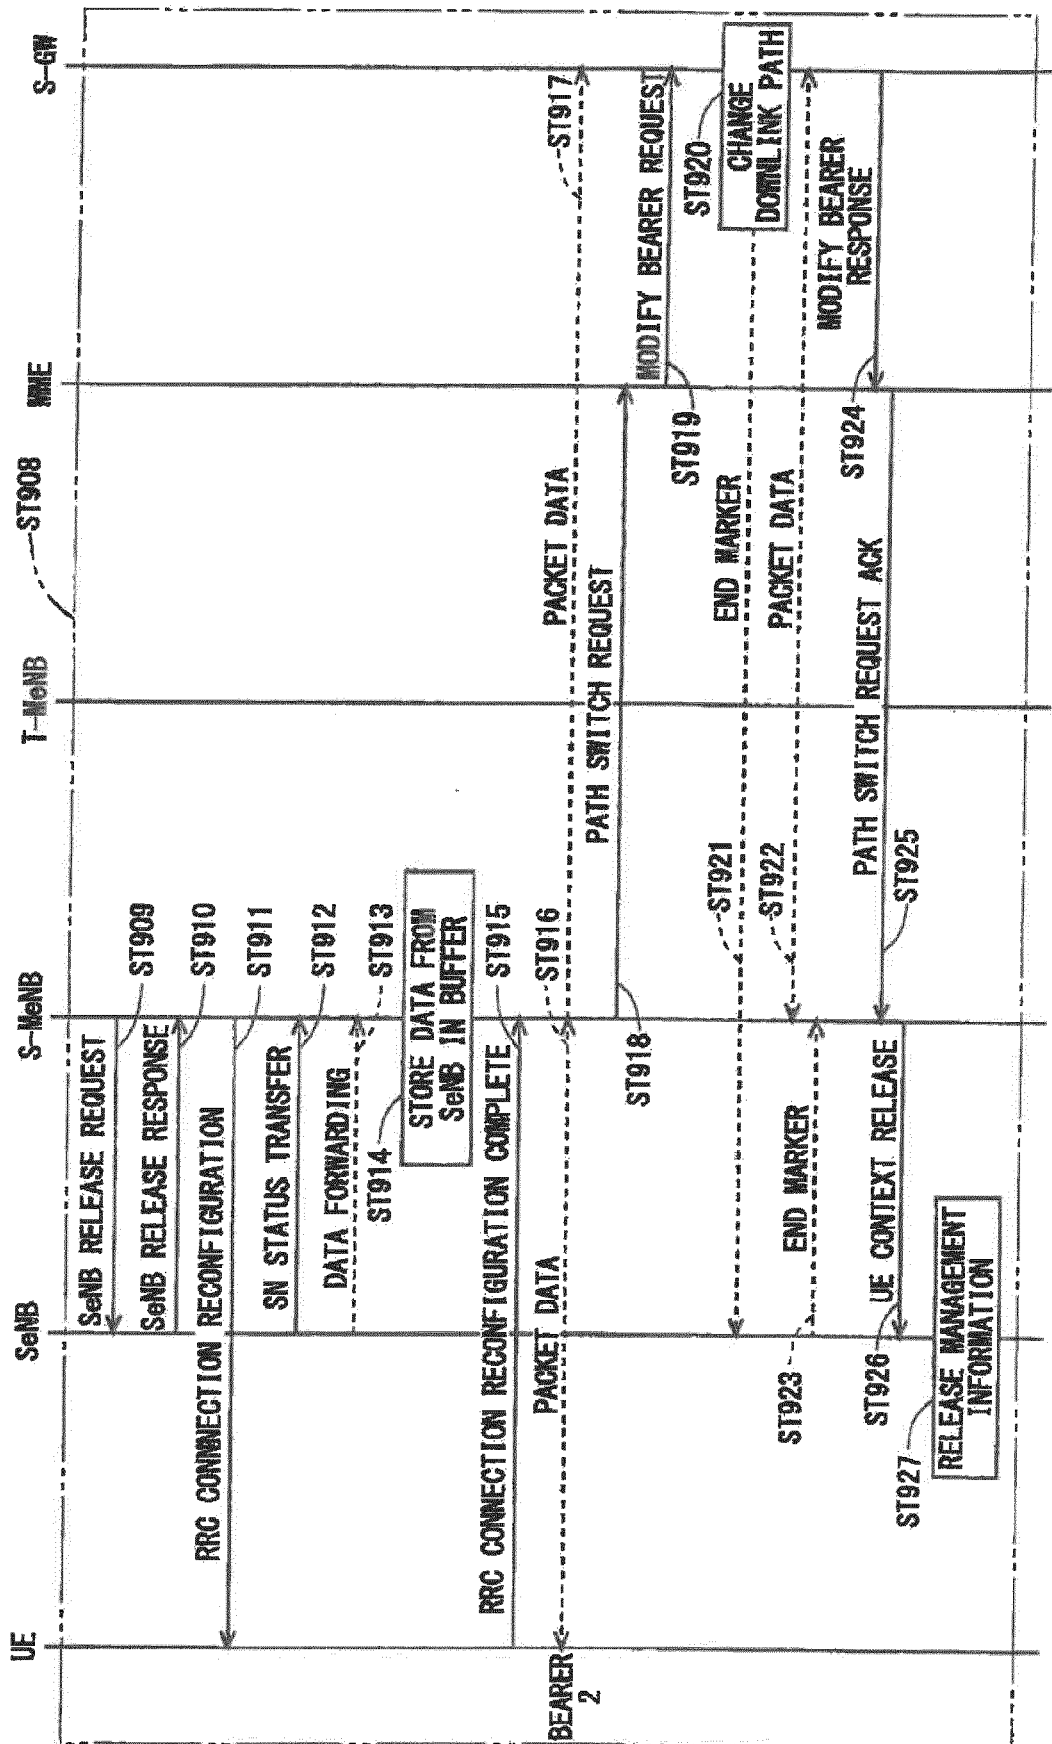 ST908
UE
SeNB
S-MeNB
T-MeNB
MME
S-GW
SeNB RELEASE REQUEST
ST909
SeNB RELEASE RESPONSE
ST910
RRC CONNNECTION RECONFIGURATION
ST911
SN STATUS TRANSFER
ST912
DATA FORWARDING
ST913
ST914
STORE DATA FROM
SeNB IN BUFFER
RRC CONNECTION RECONFIGURATION COMPLETE
ST915
BEARER
2
PACKET DATA
ST916
PACKET DATA
ST917
PATH SWITCH REQUEST
ST918
MODIFY BEARER REQUEST
ST919
ST920
CHANGE
DOWNLINK PATH
END MARKER
ST921
PACKET DATA
ST922
END MARKER
ST923
MODIFY BEARER
RESPONSE
ST924
PATH SWITCH REQUEST ACK
ST925
UE CONTEXT RELEASE
ST926
ST927
RELEASE MANAGEMENT
INFORMATION